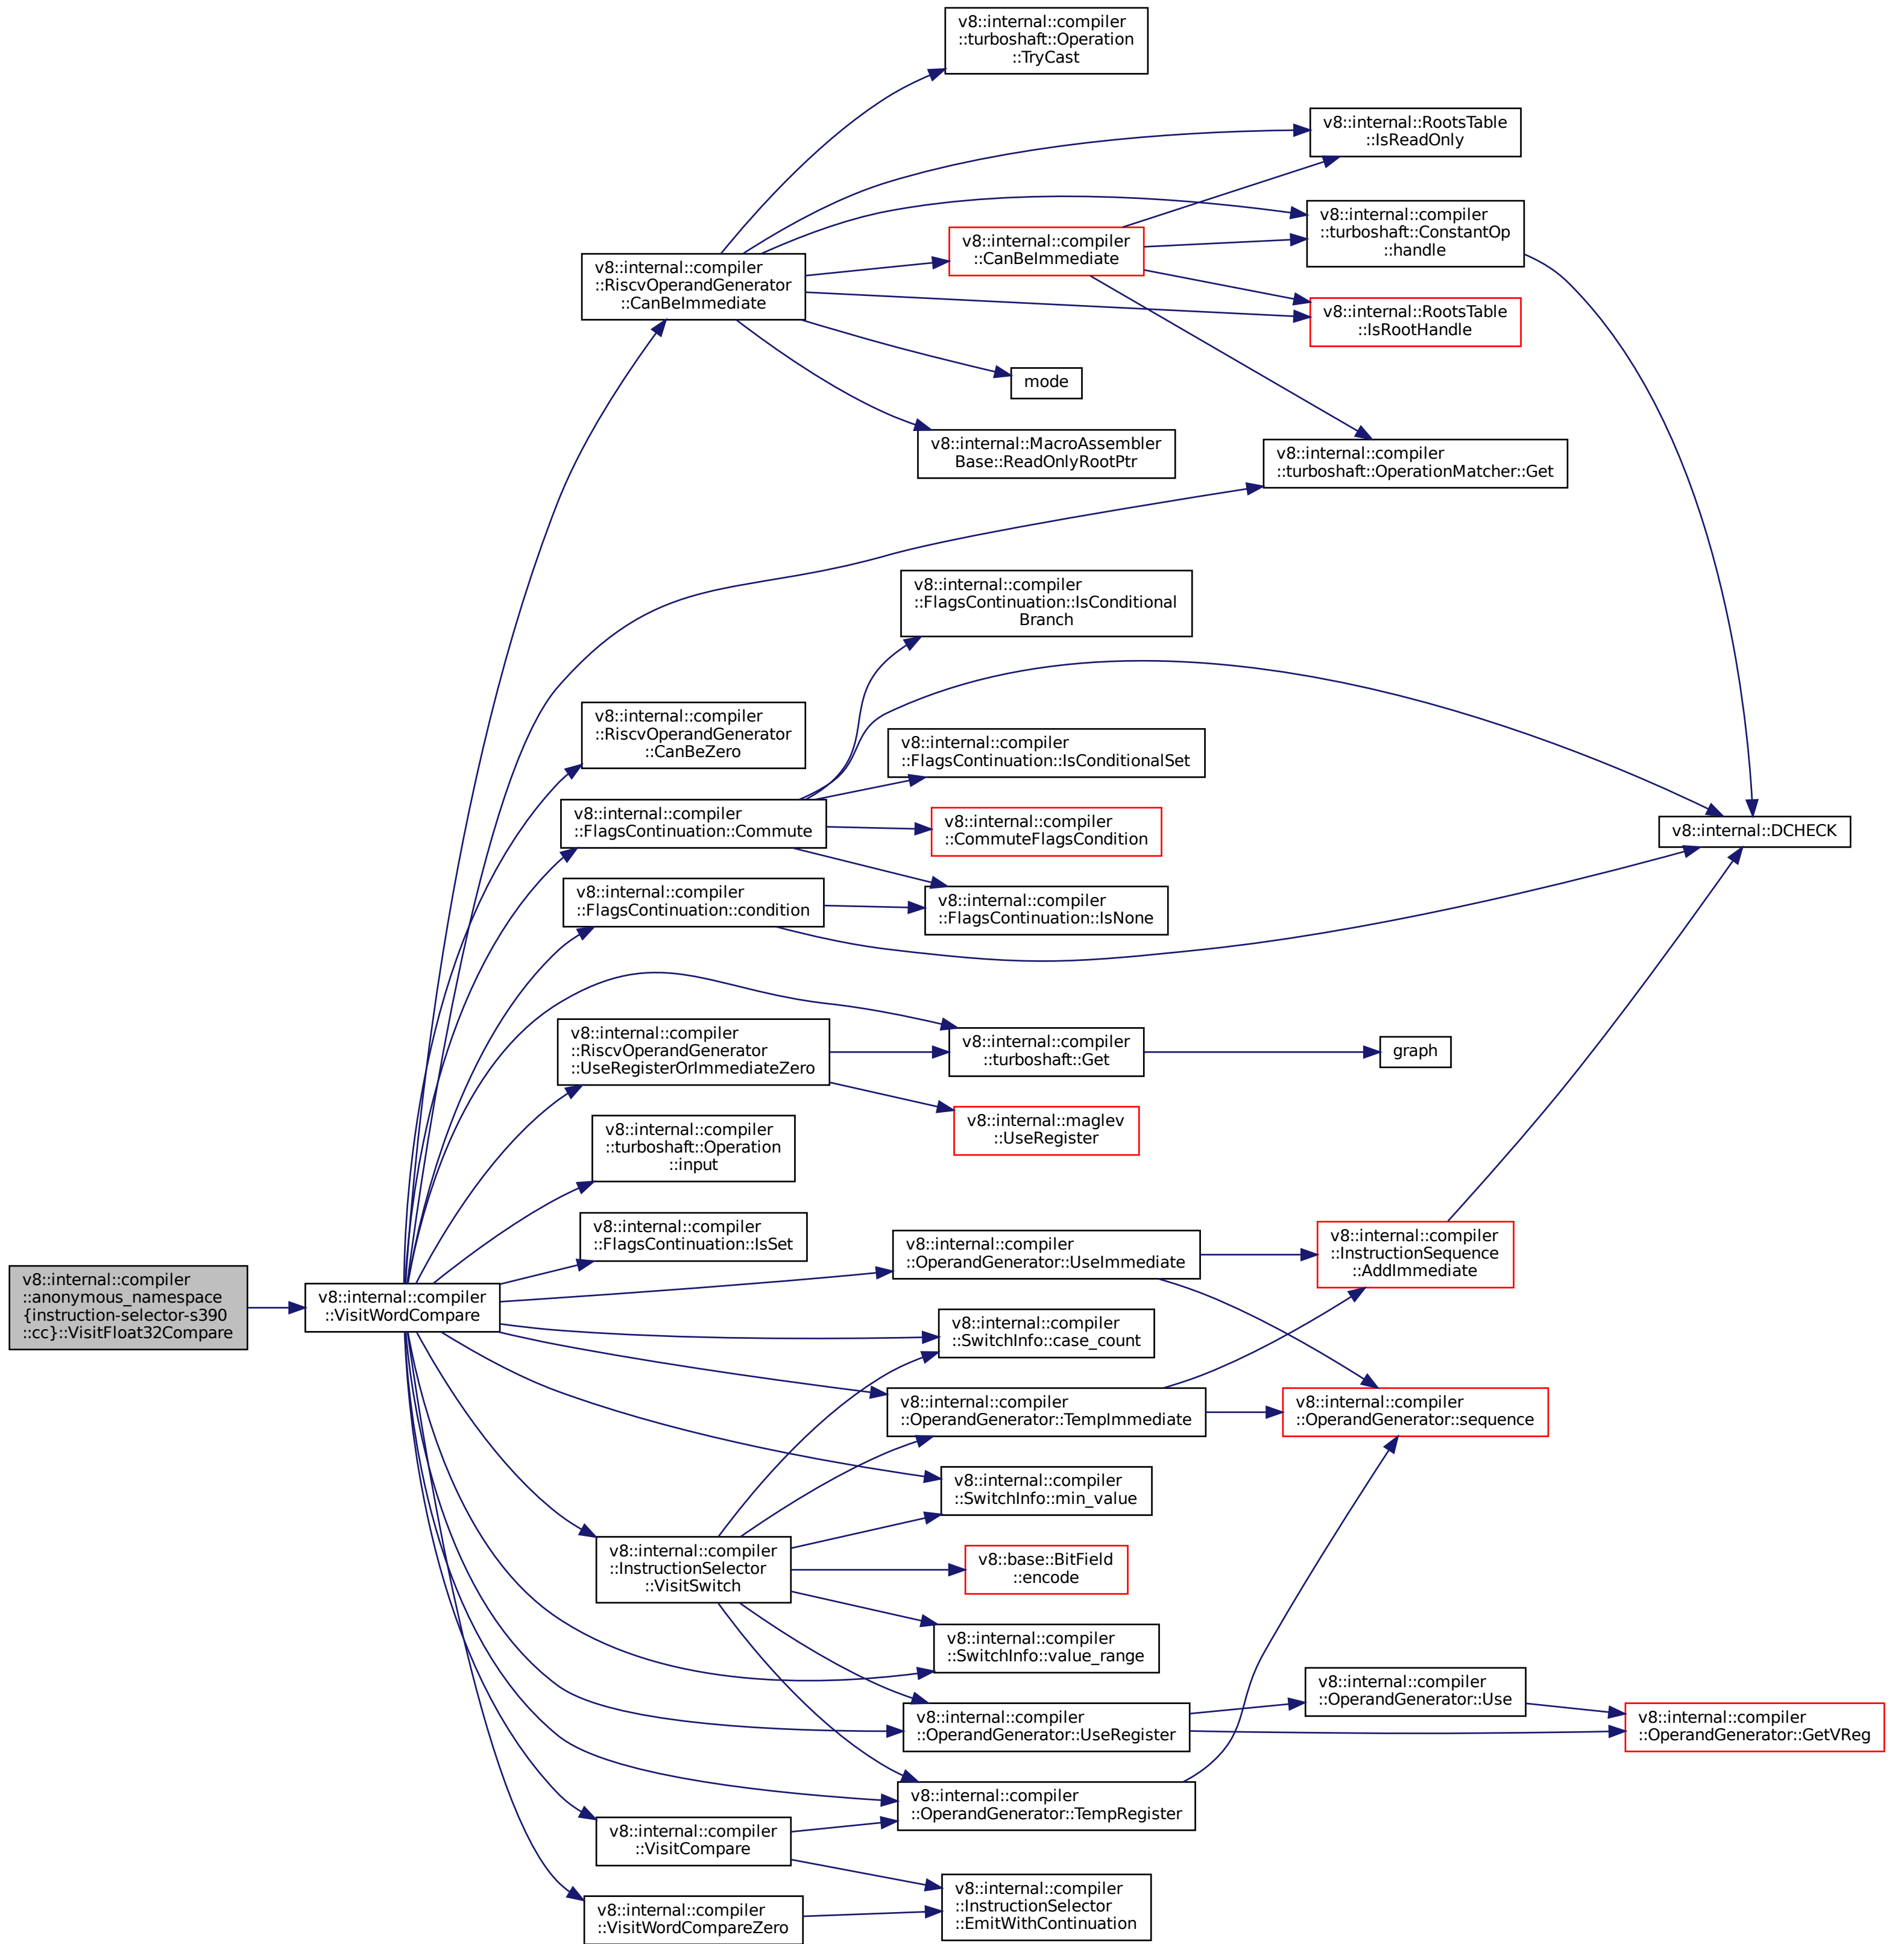 v8::internal::compiler
::turboshaft::Operation
::TryCast
v8::internal::RootsTable
::IsReadOnly
v8::internal::compiler
::turboshaft::ConstantOp
::handle
v8::internal::compiler
::CanBeImmediate
v8::internal::compiler
::RiscvOperandGenerator
::CanBeImmediate
v8::internal::RootsTable
::IsRootHandle
mode
v8::internal::MacroAssembler
Base::ReadOnlyRootPtr
v8::internal::compiler
::turboshaft::OperationMatcher::Get
v8::internal::compiler
::FlagsContinuation::IsConditional
Branch
v8::internal::compiler
::RiscvOperandGenerator
::CanBeZero
v8::internal::compiler
::FlagsContinuation::IsConditionalSet
v8::internal::compiler
::FlagsContinuation::Commute
v8::internal::compiler
::CommuteFlagsCondition
v8::internal::DCHECK
v8::internal::compiler
::FlagsContinuation::condition
v8::internal::compiler
::FlagsContinuation::IsNone
v8::internal::compiler
::RiscvOperandGenerator
::UseRegisterOrImmediateZero
v8::internal::compiler
::turboshaft::Get
graph
v8::internal::maglev
::UseRegister
v8::internal::compiler
::turboshaft::Operation
::input
v8::internal::compiler
::FlagsContinuation::IsSet
v8::internal::compiler
::OperandGenerator::UseImmediate
v8::internal::compiler
::InstructionSequence
::AddImmediate
v8::internal::compiler
::anonymous_namespace
{instruction-selector-s390
::cc}::VisitFloat32Compare
v8::internal::compiler
::VisitWordCompare
v8::internal::compiler
::SwitchInfo::case_count
v8::internal::compiler
::OperandGenerator::TempImmediate
v8::internal::compiler
::OperandGenerator::sequence
v8::internal::compiler
::SwitchInfo::min_value
v8::internal::compiler
::InstructionSelector
::VisitSwitch
v8::base::BitField
::encode
v8::internal::compiler
::SwitchInfo::value_range
v8::internal::compiler
::OperandGenerator::UseRegister
v8::internal::compiler
::OperandGenerator::Use
v8::internal::compiler
::OperandGenerator::GetVReg
v8::internal::compiler
::OperandGenerator::TempRegister
v8::internal::compiler
::VisitCompare
v8::internal::compiler
::InstructionSelector
::EmitWithContinuation
v8::internal::compiler
::VisitWordCompareZero